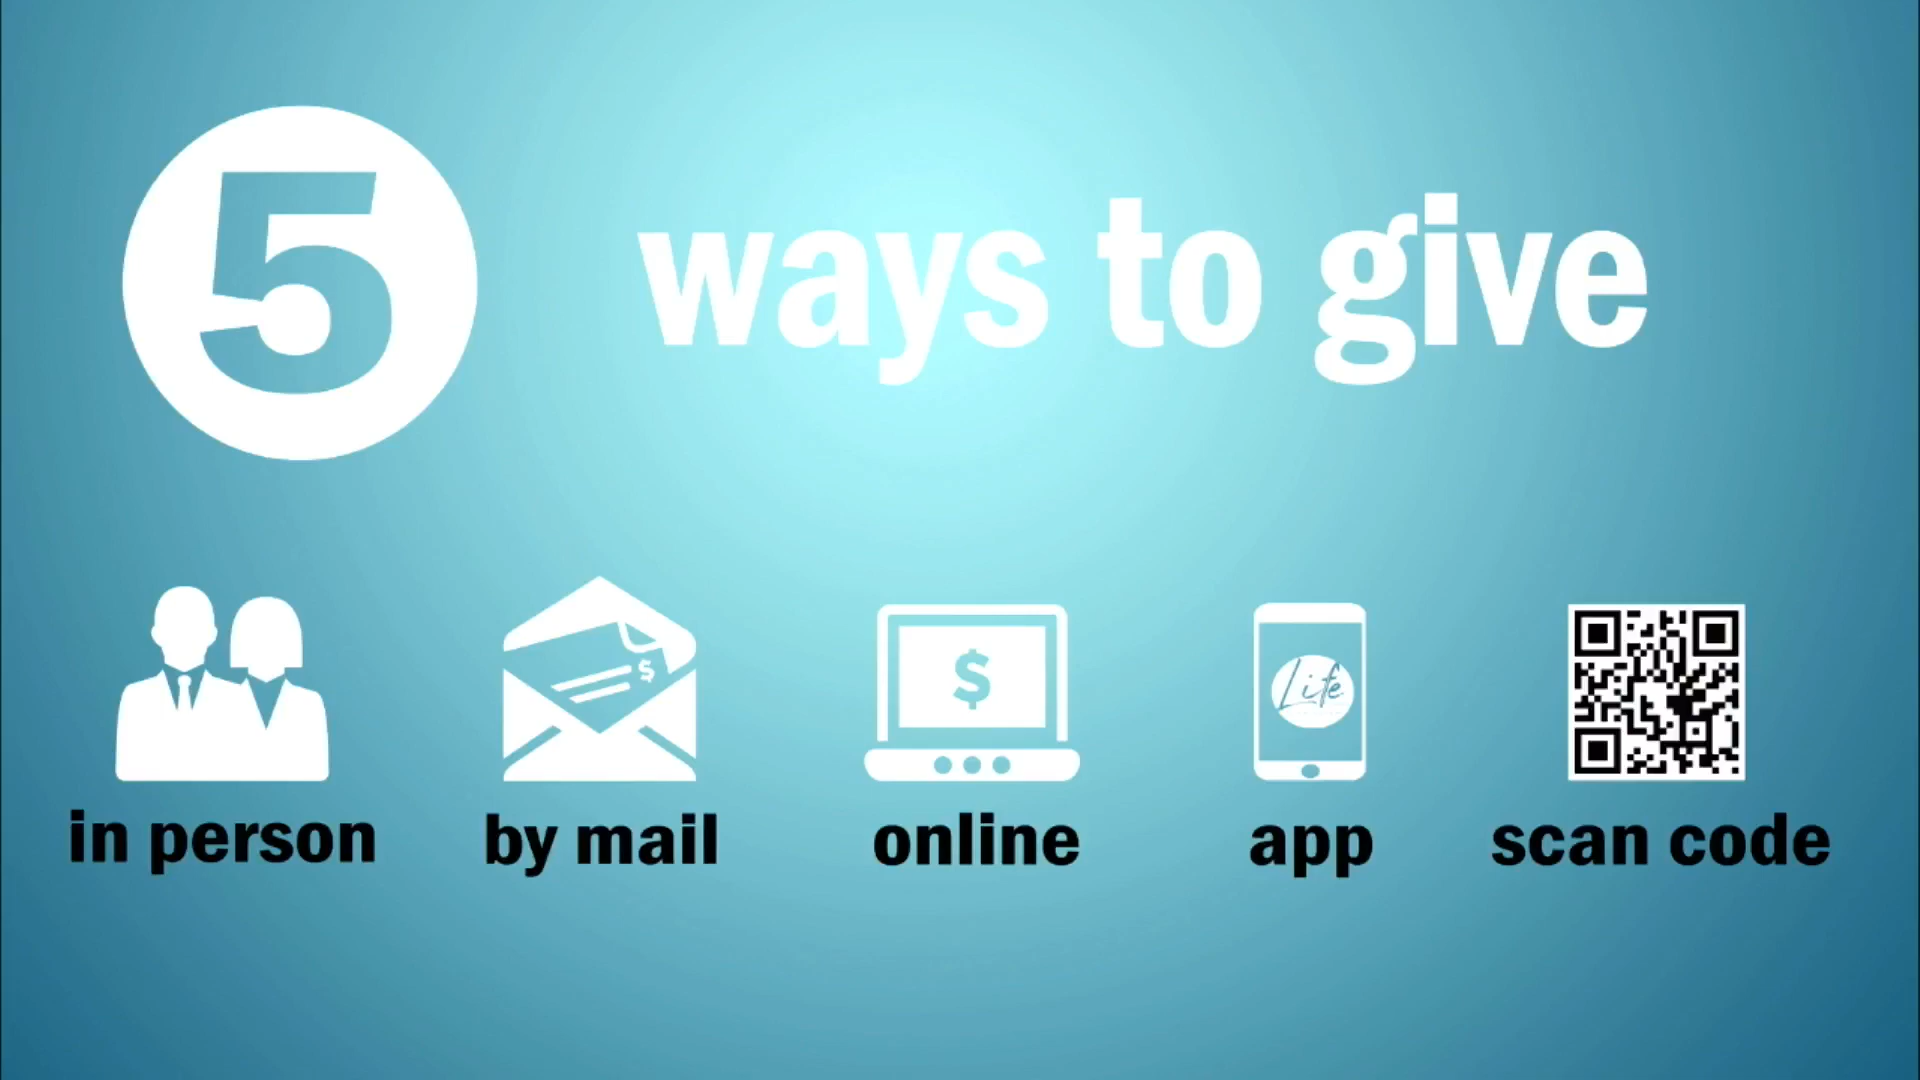 5 ways to give
$
$
Life
in person
by mail
online
app
scan code